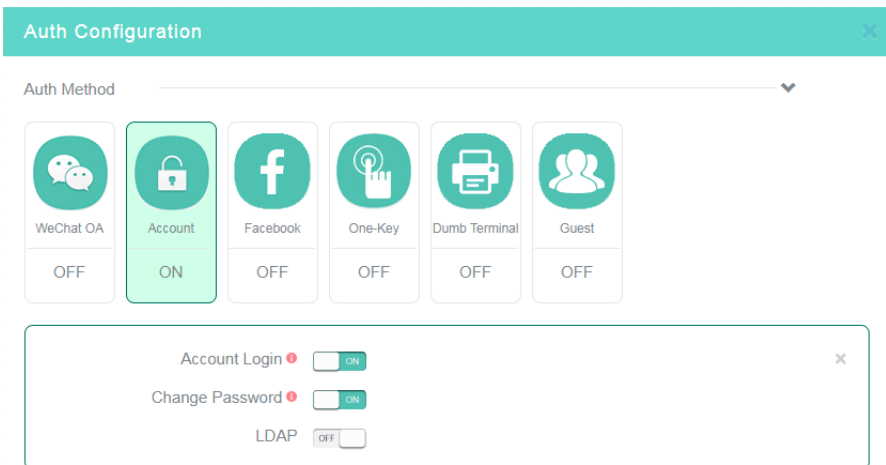 Auth Configuration
Auth Method
WeChat OA Account Facebook One-Key Dumb Terminal Guest
OFF ON OFF OFF OFF OFF
Account Login ON
Change Password ON
LDAP OFF